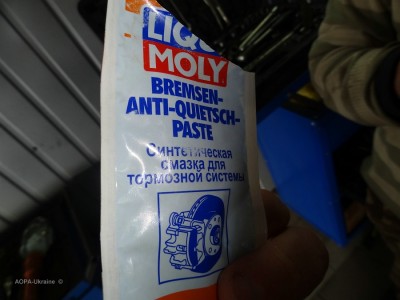 LIQUI
MOLY
BREMSEN-
ANTI-QUIETSCH-
PASTE
Синтетическая
смазка для
тормозной системы
AOPA-Ukraine ©